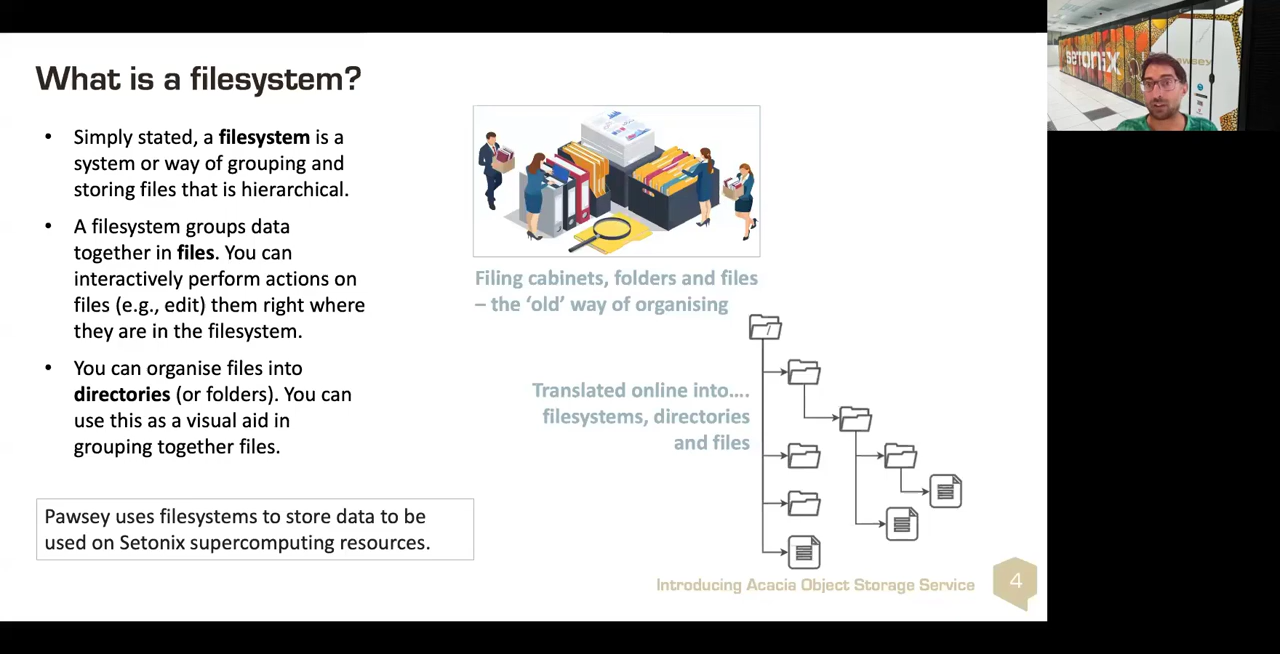 What is a filesystem?
• Simply stated, a filesystem is a
system or way of grouping and
storing files that is hierarchical.
• A filesystem groups data
together in files. You can
interactively perform actions on
files (e.g., edit) them right where
they are in the filesystem.
• You can organise files into
directories (or folders). You can
use this as a visual aid in
grouping together files.
Pawsey uses filesystems to store data to be
used on Setonix supercomputing resources.
Filing cabinets, folders and files
– the ‘old’ way of organising
/
Translated online into....
filesystems, directories
and files
Introducing Acacia Object Storage Service
4
setonix
pawsey